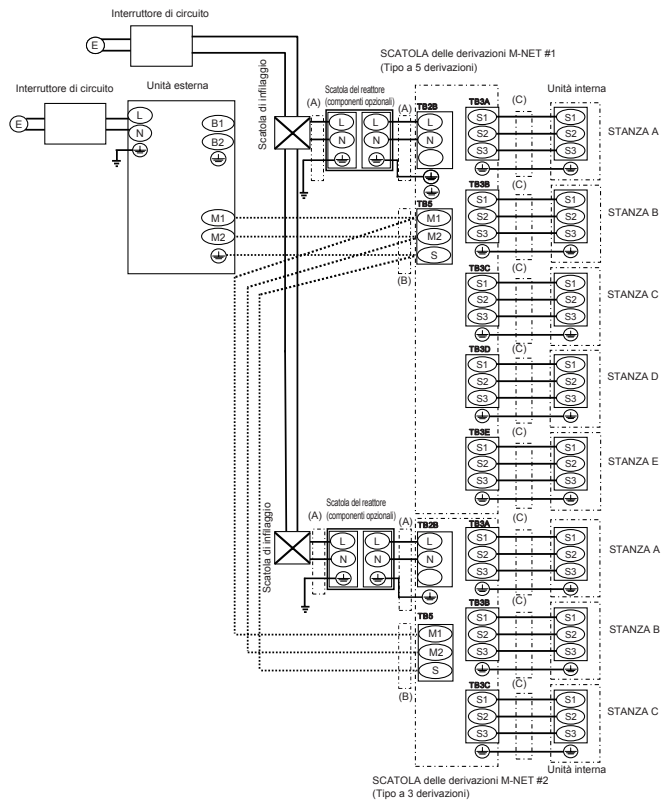 Interruttore di circuito
E
SCATOLA delle derivazioni M-NET #1
(Tipo a 5 derivazioni)
Interruttore di circuito
E
Unità esterna
L
N
B1
B2
M1
M2
Scatola di infilaggio
(A)
Scatola del reattore
(componenti opzionali)
L
N
L
N
(A)
TB2B
L
N
TB5
M1
M2
S
(B)
Unità interna
TB3A
(C)
S1
S2
S3
S1
S2
S3
STANZA A
TB3B
(C)
S1
S2
S3
S1
S2
S3
STANZA B
TB3C
(C)
S1
S2
S3
S1
S2
S3
STANZA C
TB3D
(C)
S1
S2
S3
S1
S2
S3
STANZA D
TB3E
(C)
S1
S2
S3
S1
S2
S3
STANZA E
Scatola di infilaggio
(A)
Scatola del reattore
(componenti opzionali)
L
N
L
N
(A)
TB2B
L
N
TB5
M1
M2
S
(B)
TB3A
(C)
S1
S2
S3
S1
S2
S3
STANZA A
TB3B
(C)
S1
S2
S3
S1
S2
S3
STANZA B
TB3C
(C)
S1
S2
S3
S1
S2
S3
STANZA C
Unità interna
SCATOLA delle derivazioni M-NET #2
(Tipo a 3 derivazioni)